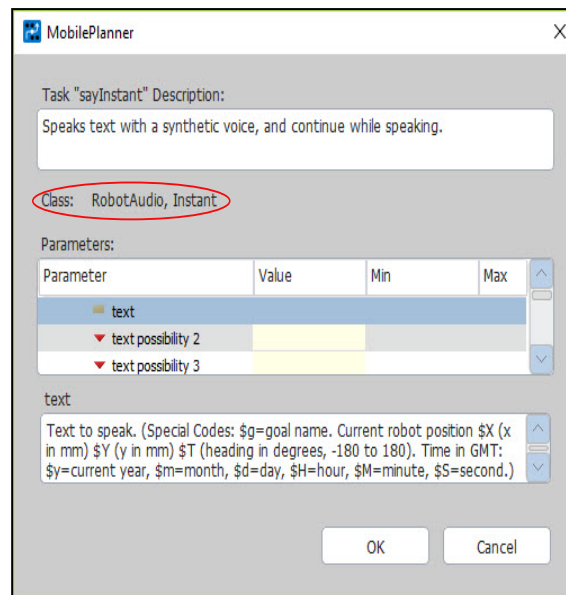 MobilePlanner
Task "sayInstant" Description:
Speaks text with a synthetic voice, and continue while speaking.
Class: RobotAudio, Instant
Parameters:
Parameter Value Min Max
text
text possibility 2
text possibility 3
text
Text to speak. (Special Codes: $g=goal name. Current robot position $X (x
in mm) $Y (y in mm) $T (heading in degrees, -180 to 180). Time in GMT:
$y=current year, $m=month, $d=day, $H=hour, $M=minute, $S=second.)
OK Cancel